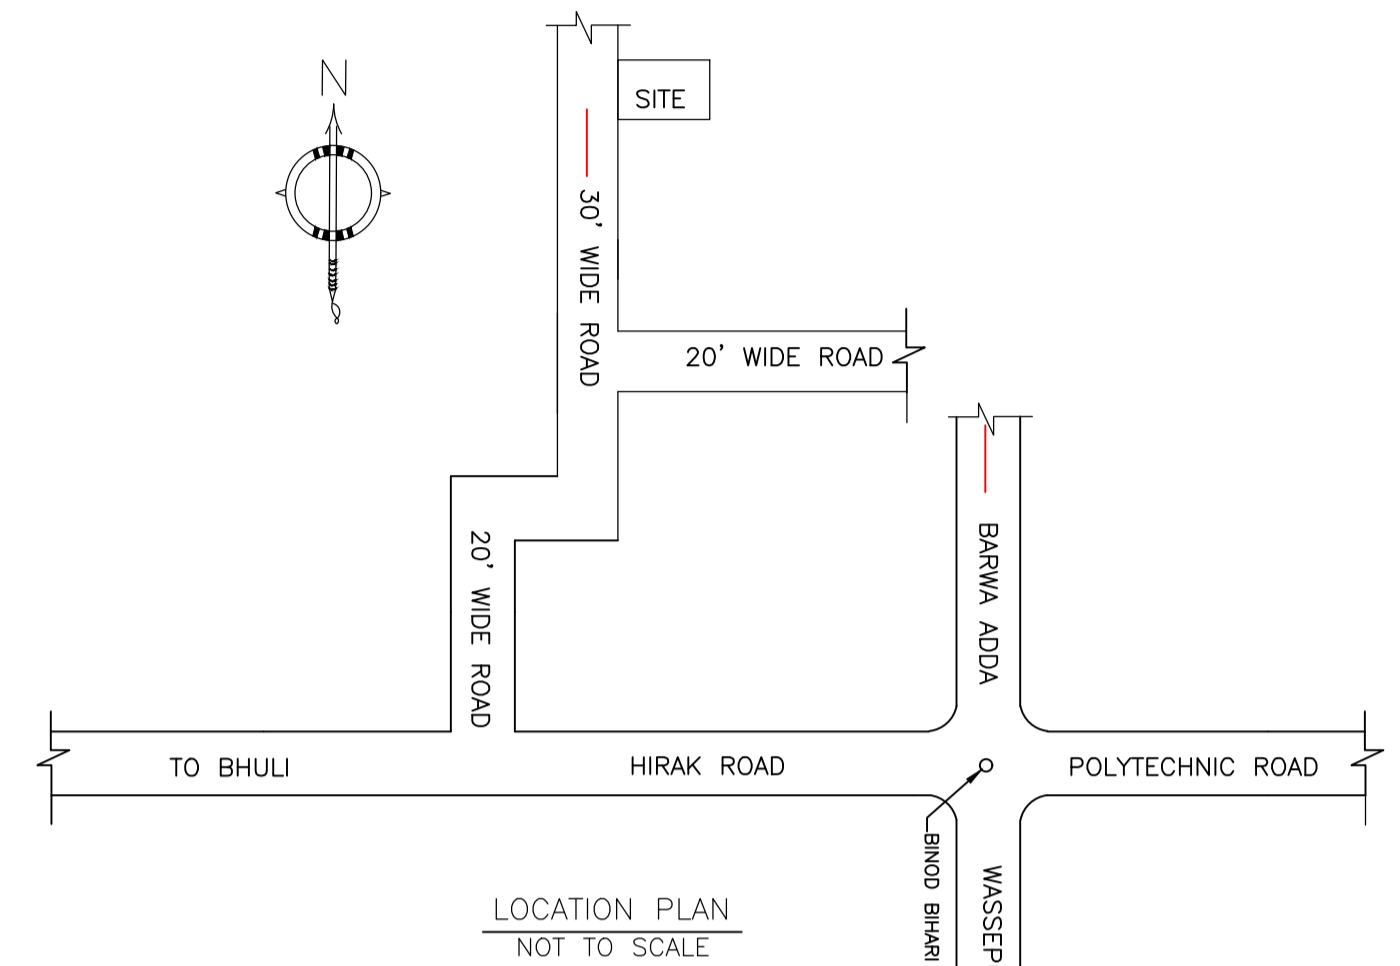 N
SITE
30' WIDE ROAD
20' WIDE ROAD
20' WIDE ROAD
BARWA ADDA
TO BHULI
HIRAK ROAD
POLYTECHNIC ROAD
BINOD BIHARI
LOCATION PLAN
NOT TO SCALE